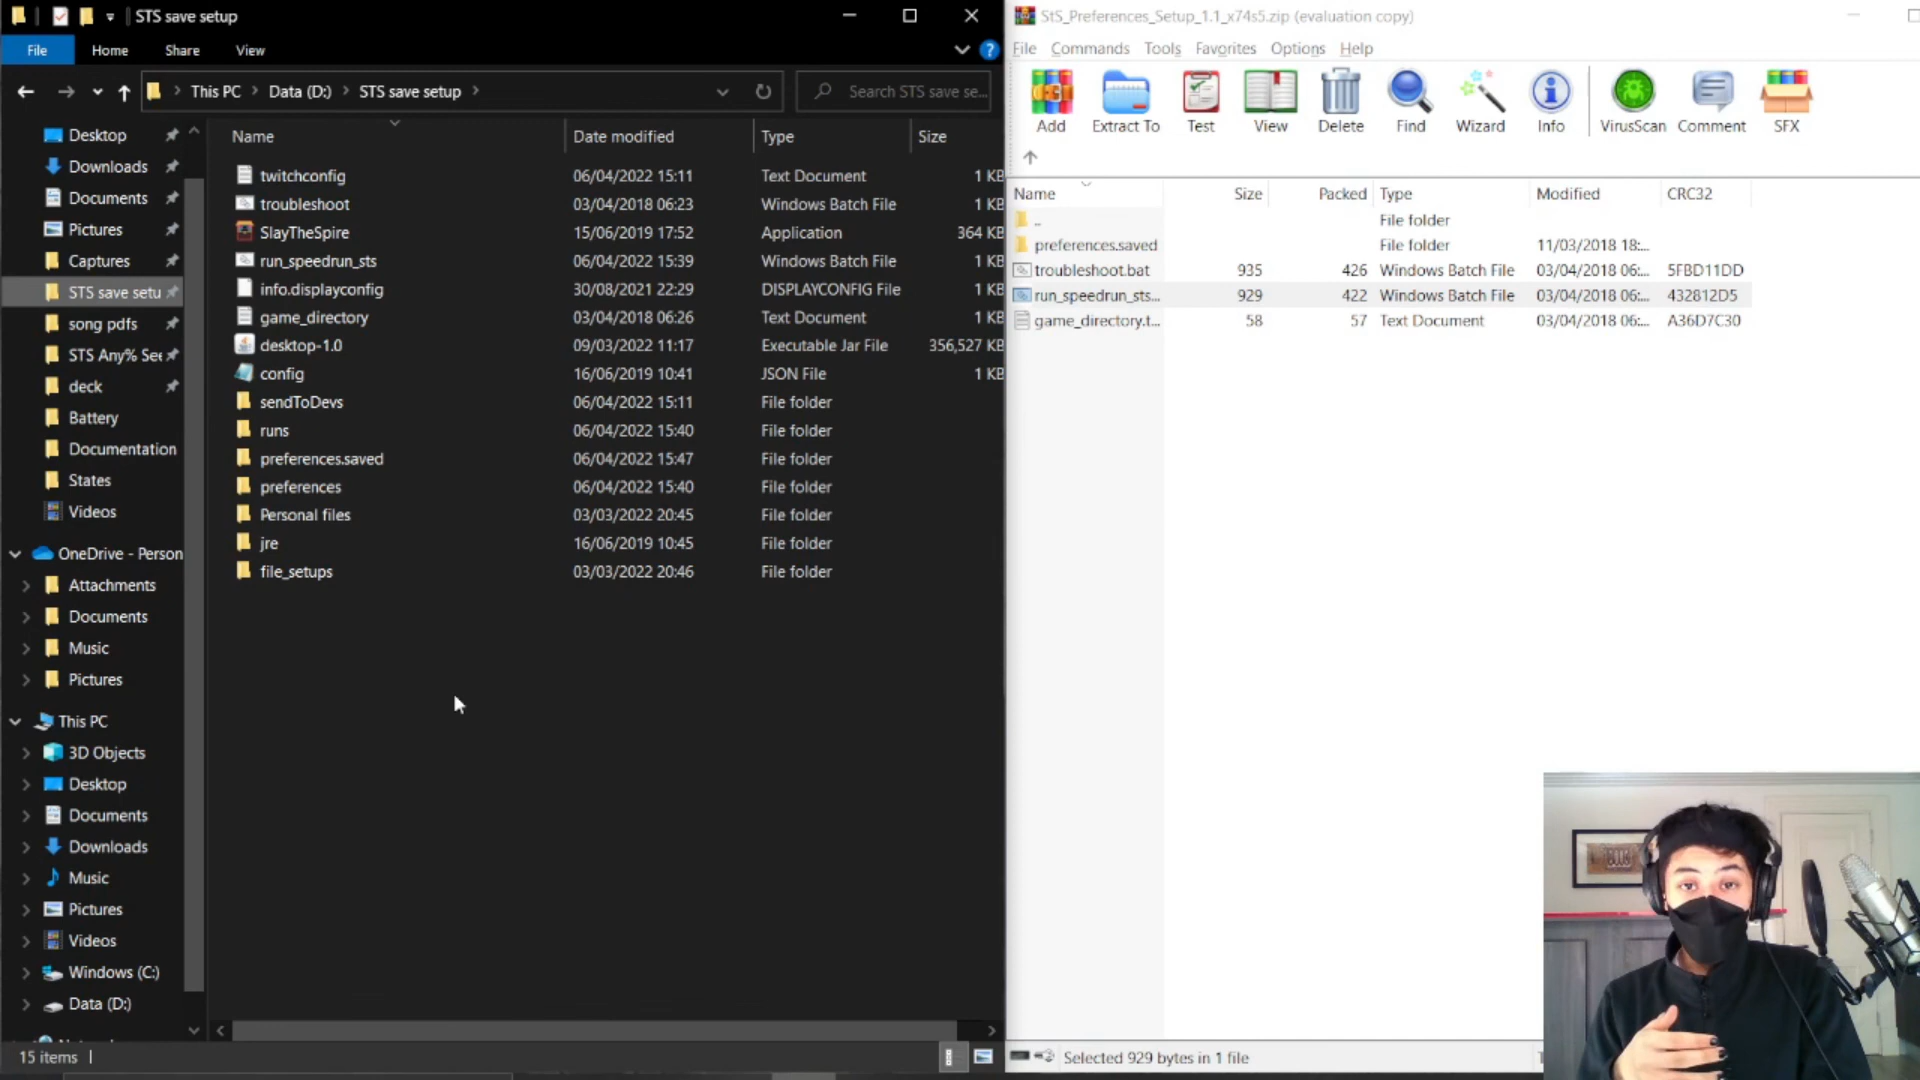 STS save setup
File Home Share View
This PC Data (D:) STS save setup
Search STS save se...
Desktop
Downloads
Documents
Pictures
Captures
STS save setu
song pdfs
STS Any% See
deck
Battery
Documentation
States
Videos
OneDrive - Person
Attachments
Documents
Music
Pictures
This PC
3D Objects
Desktop
Documents
Downloads
Music
Pictures
Videos
Windows (C:)
Data (D:)
Name Date modified Type Size
twitchconfig 06/04/2022 15:11 Text Document 1 KB
troubleshoot 03/04/2018 06:23 Windows Batch File 1 KB
SlayTheSpire 15/06/2019 17:52 Application 364 KB
run_speedrun_sts 06/04/2022 15:39 Windows Batch File 1 KB
info.displayconfig 30/08/2021 22:29 DISPLAYCONFIG File 1 KB
game_directory 03/04/2018 06:26 Text Document 1 KB
desktop-1.0 09/03/2022 11:17 Executable Jar File 356,527 KB
config 16/06/2019 10:41 JSON File 1 KB
sendToDevs 06/04/2022 15:11 File folder
runs 06/04/2022 15:40 File folder
preferences.saved 06/04/2022 15:47 File folder
preferences 06/04/2022 15:40 File folder
Personal files 03/03/2022 20:45 File folder
jre 16/06/2019 10:45 File folder
file_setups 03/03/2022 20:46 File folder
15 items
StS_Preferences_Setup_1.1_x74s5.zip (evaluation copy)
File Commands Tools Favorites Options Help
Add Extract To Test View Delete Find Wizard Info VirusScan Comment SFX
Name Size Packed Type Modified CRC32
.. File folder
preferences.saved File folder 11/03/2018 18:...
troubleshoot.bat 935 426 Windows Batch File 03/04/2018 06:... 5FBD11DD
run_speedrun_sts... 929 422 Windows Batch File 03/04/2018 06:... 432812D5
game_directory.t... 58 57 Text Document 03/04/2018 06:... A36D7C30
Selected 929 bytes in 1 file